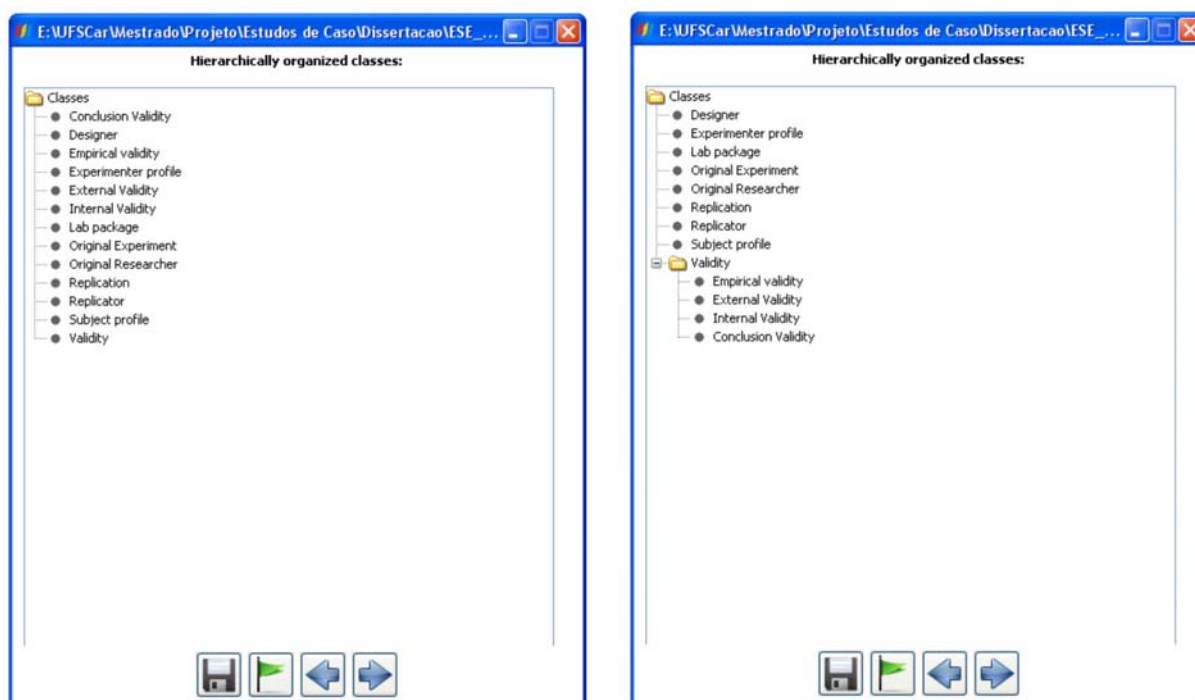 E:\UFSCar\Mestrado\Projeto\Estudos de Caso\Dissertacao\ESE_...
Hierarchically organized classes:
Classes
Conclusion Validity
Designer
Empirical validity
Experimenter profile
External Validity
Internal Validity
Lab package
Original Experiment
Original Researcher
Replication
Replicator
Subject profile
Validity
E:\UFSCar\Mestrado\Projeto\Estudos de Caso\Dissertacao\ESE_...
Hierarchically organized classes:
Classes
Designer
Experimenter profile
Lab package
Original Experiment
Original Researcher
Replication
Replicator
Subject profile
Validity
Empirical validity
External Validity
Internal Validity
Conclusion Validity